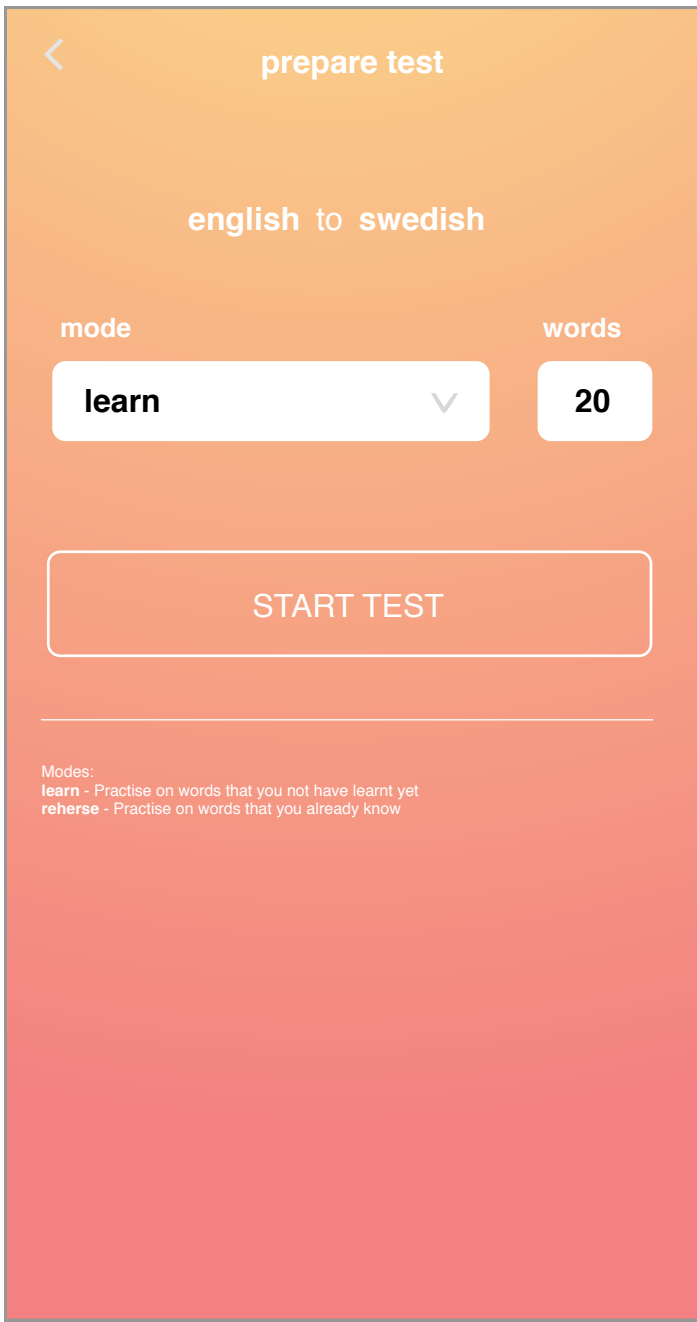 prepare test
english to swedish
mode words
learn 20
START TEST
Modes:
learn - Practise on words that you not have learnt yet
reherse - Practise on words that you already know